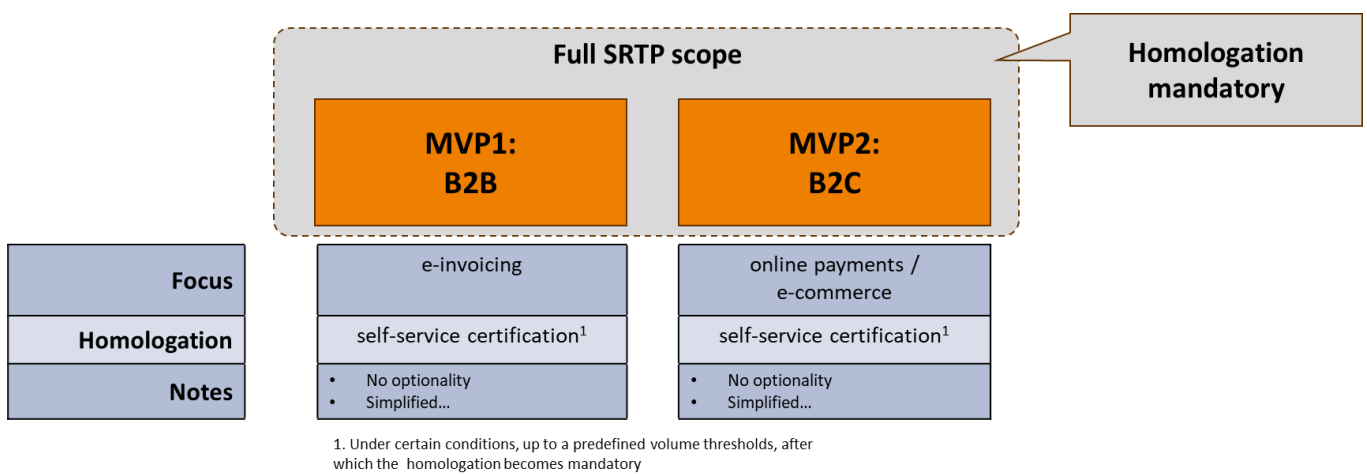 Full SRTP scope
Homologation
mandatory
MVP1:
B2B
MVP2:
B2C
Focus
e-invoicing
online payments /
e-commerce
Homologation
self-service certification1
self-service certification1
Notes
• No optionality
• Simplified…
• No optionality
• Simplified…
1. Under certain conditions, up to a predefined volume thresholds, after
which the homologation becomes mandatory